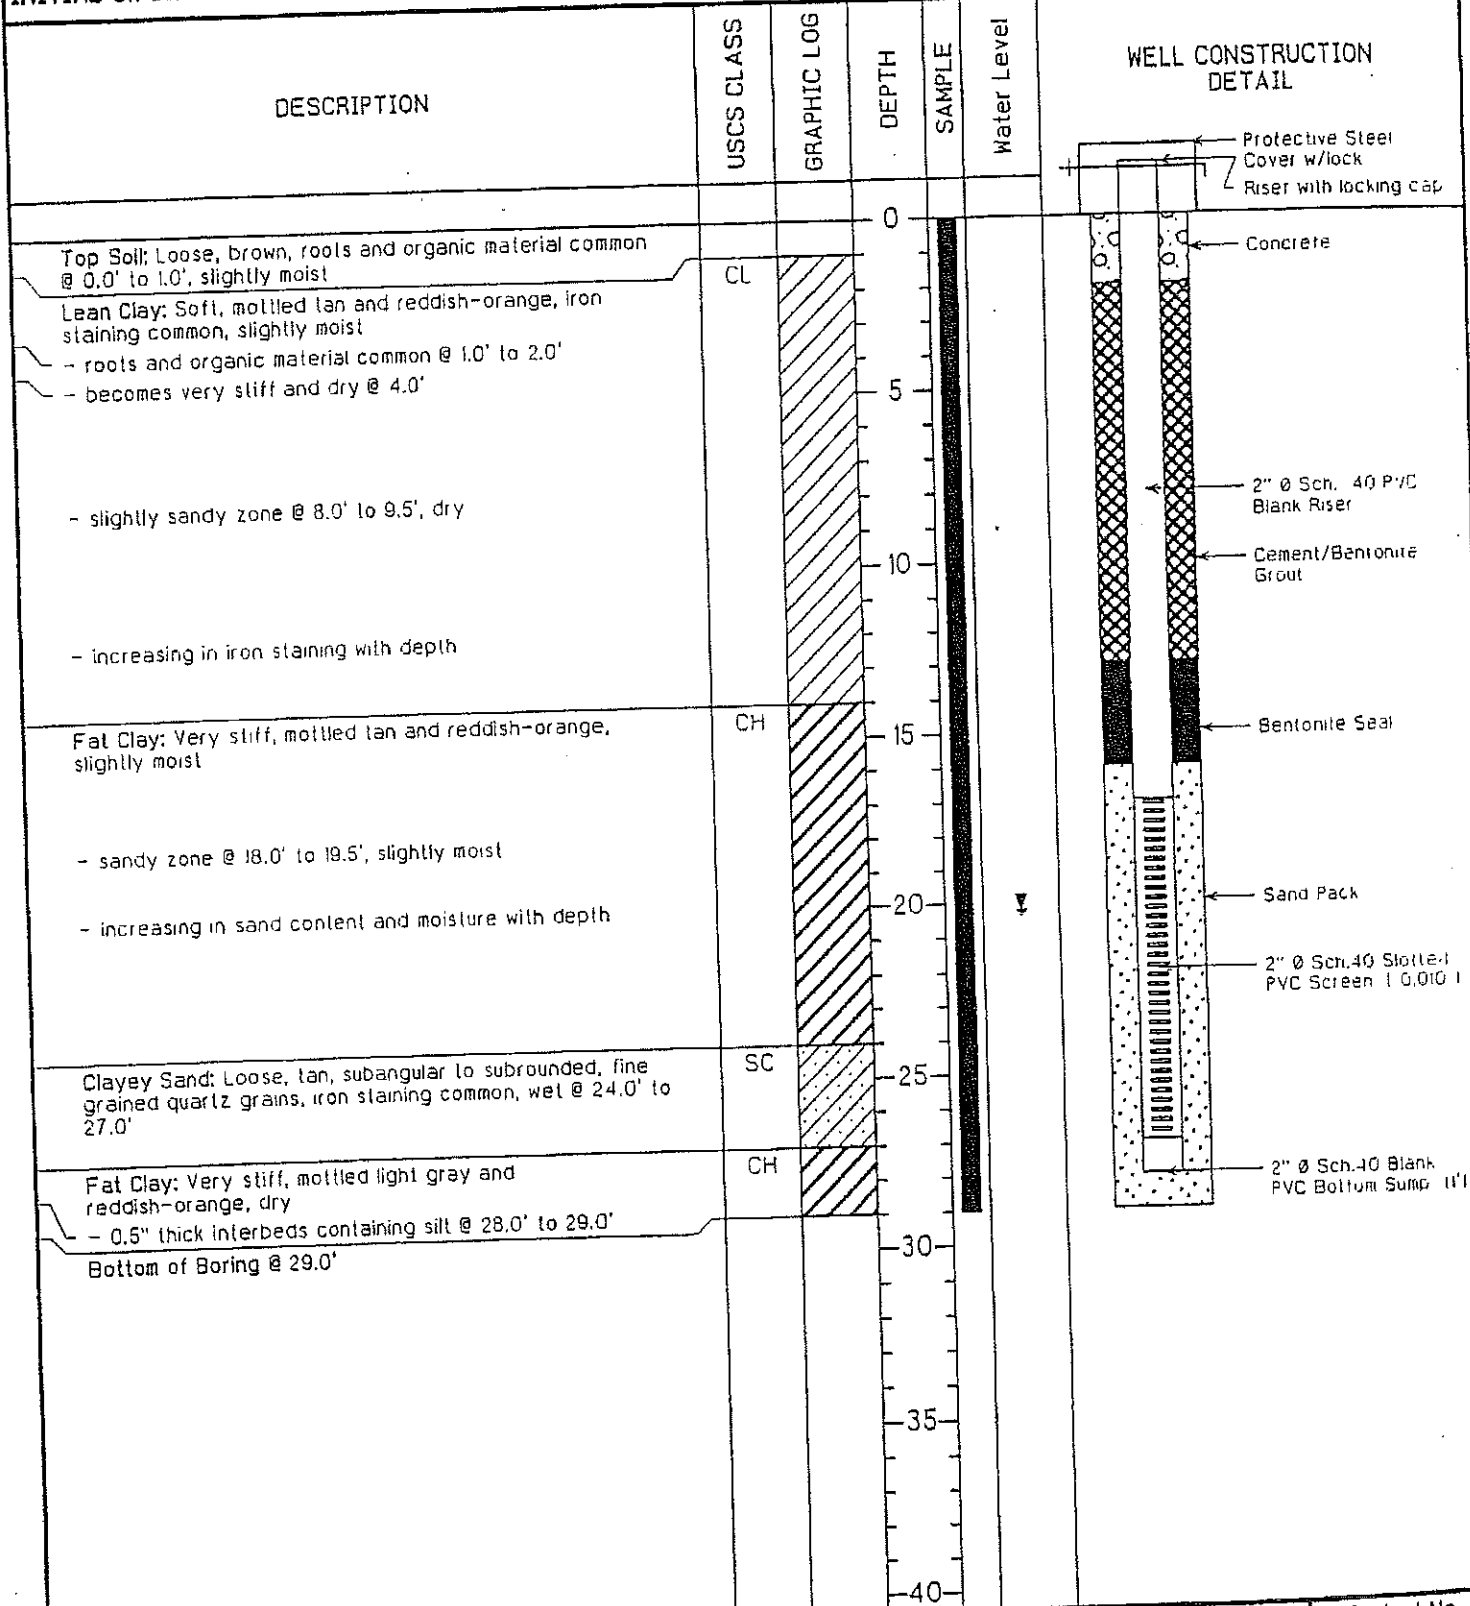 DESCRIPTION
USCS CLASS
GRAPHIC LOG
DEPTH
SAMPLE
Water Level
WELL CONSTRUCTION
DETAIL
Protective Steel
Cover w/lock
Riser with locking cap
0
Top Soil: Loose, brown, roots and organic material common
@ 0.0' to 1.0', slightly moist
CL
Concrete
Lean Clay: Soft, mottled tan and reddish-orange, iron
staining common, slightly moist
- roots and organic material common @ 1.0' to 2.0'
- becomes very stiff and dry @ 4.0'
5
- slightly sandy zone @ 8.0' to 9.5', dry
2" Ø Sch. 40 PVC
Blank Riser
10
Cement/Bentonite
Grout
- increasing in iron staining with depth
Fat Clay: Very stiff, mottled tan and reddish-orange,
slightly moist
CH
15
Bentonite Seal
- sandy zone @ 18.0' to 19.5', slightly moist
- increasing in sand content and moisture with depth
20
Sand Pack
2" Ø Sch.40 Slotted
PVC Screen ( 0.010 )
Clayey Sand: Loose, tan, subangular to subrounded, fine
grained quartz grains, iron staining common, wet @ 24.0' to
27.0'
SC
25
Fat Clay: Very stiff, mottled light gray and
reddish-orange, dry
- 0.5" thick interbeds containing silt @ 28.0' to 29.0'
CH
2" Ø Sch.40 Blank
PVC Bottom Sump (1')
Bottom of Boring @ 29.0'
30
35
40